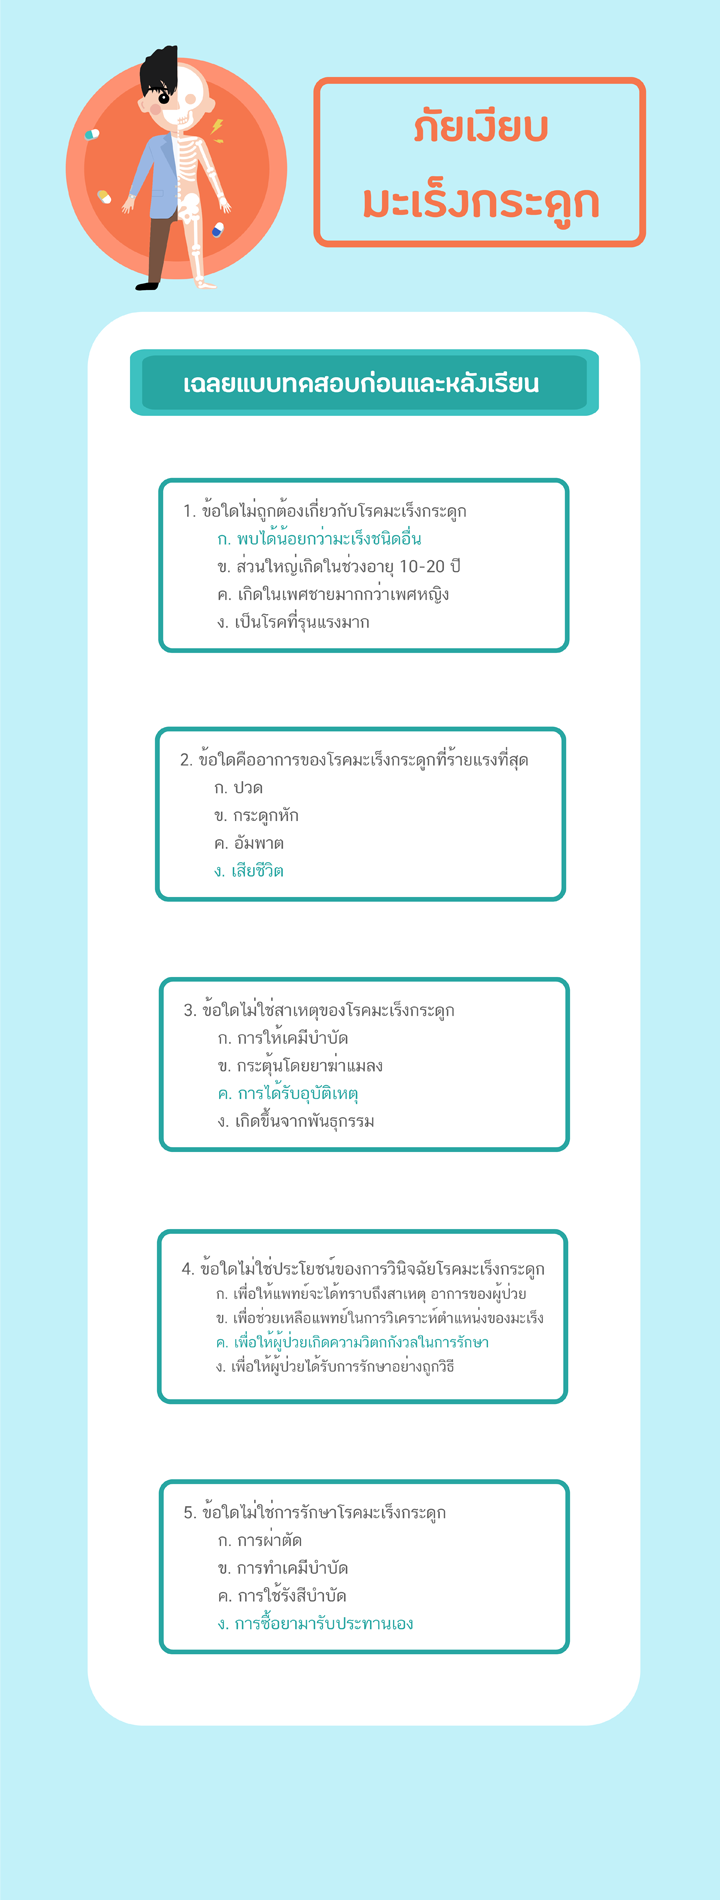 ภัยเงียบ
มะเร็งกระดูก
เฉลยแบบทดสอบก่อนและหลังเรียน
1. ข้อใดไม่ถูกต้องเกี่ยวกับโรคมะเร็งกระดูก
ก. พบได้น้อยกว่ามะเร็งชนิดอื่น
ข. ส่วนใหญ่เกิดในช่วงอายุ 10-20 ปี
ค. เกิดในเพศชายมากกว่าเพศหญิง
ง. เป็นโรคที่รุนแรงมาก
2. ข้อใดคืออาการของโรคมะเร็งกระดูกที่ร้ายแรงที่สุด
ก. ปวด
ข. กระดูกหัก
ค. อัมพาต
ง. เสียชีวิต
3. ข้อใดไม่ใช่สาเหตุของโรคมะเร็งกระดูก
ก. การให้เคมีบำบัด
ข. กระตุ้นโดยยาฆ่าแมลง
ค. การได้รับอุบัติเหตุ
ง. เกิดขึ้นจากพันธุกรรม
4. ข้อใดไม่ใช่ประโยชน์ของการวินิจฉัยโรคมะเร็งกระดูก
ก. เพื่อให้แพทย์จะได้ทราบถึงสาเหตุ อาการของผู้ป่วย
ข. เพื่อช่วยเหลือแพทย์ในการวิเคราะห์ตำแหน่งของมะเร็ง
ค. เพื่อให้ผู้ป่วยเกิดความวิตกกังวลในการรักษา
ง. เพื่อให้ผู้ป่วยได้รับการรักษาอย่างถูกวิธี
5. ข้อใดไม่ใช่การรักษาโรคมะเร็งกระดูก
ก. การผ่าตัด
ข. การทำเคมีบำบัด
ค. การใช้รังสีบำบัด
ง. การซื้อยามารับประทานเอง